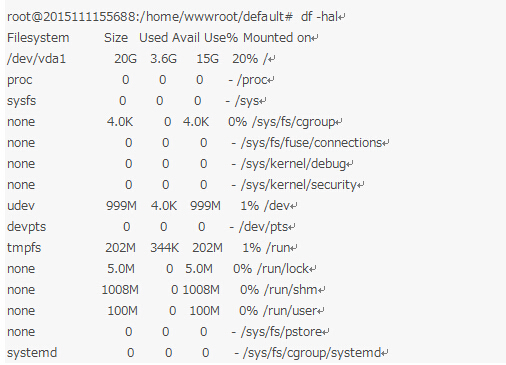 root@2015111155688:/home/wwwroot/default#  df -hal↵
Filesystem Size Used Avail Use% Mounted on↵
/dev/vda1 20G 3.6G 15G 20% /↵
proc 0 0 0 - /proc↵
sysfs 0 0 0 - /sys↵
none 4.0K 0 4.0K 0% /sys/fs/cgroup↵
none 0 0 0 - /sys/fs/fuse/connections↵
none 0 0 0 - /sys/kernel/debug↵
none 0 0 0 - /sys/kernel/security↵
udev 999M 4.0K 999M 1% /dev↵
devpts 0 0 0 - /dev/pts↵
tmpfs 202M 344K 202M 1% /run↵
none 5.0M 0 5.0M 0% /run/lock↵
none 1008M 0 1008M 0% /run/shm↵
none 100M 0 100M 0% /run/user↵
none 0 0 0 - /sys/fs/pstore↵
systemd 0 0 0 - /sys/fs/cgroup/systemd↵